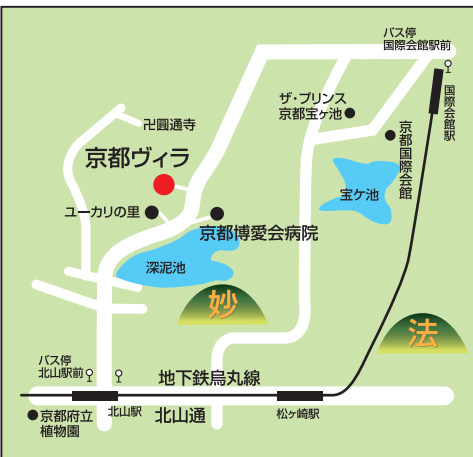 バス停
国際会館駅前
国際会館駅
ザ・プリンス
京都宝ヶ池
京都国際会館
卍圓通寺
京都ヴィラ
ユーカリの里
宝ケ池
京都博愛会病院
深泥池
妙
法
バス停
北山駅前
地下鉄烏丸線
北山駅
北山通
松ヶ崎駅
京都府立
植物園